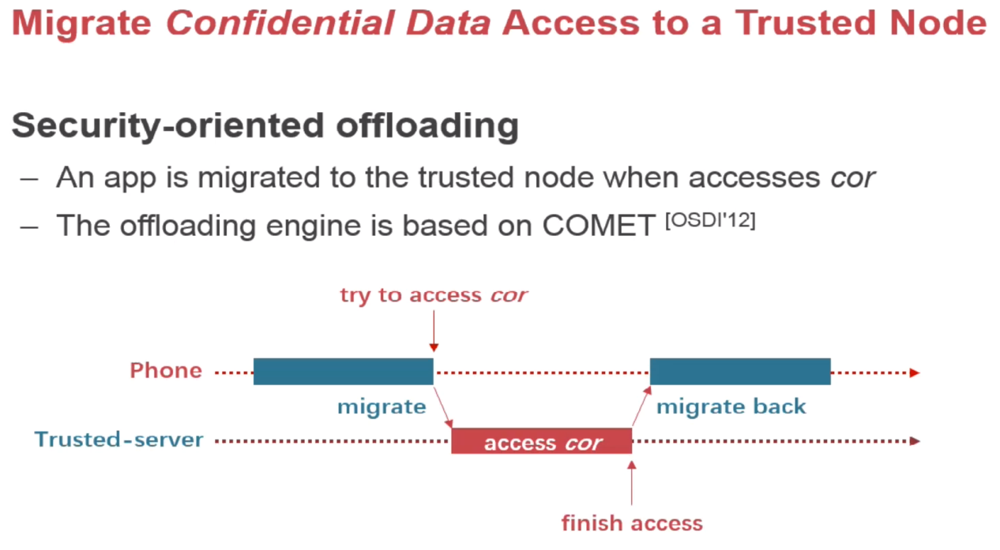 Migrate Confidential Data Access to a Trusted Node
Security-oriented offloading
– An app is migrated to the trusted node when accesses cor
– The offloading engine is based on COMET [OSDI'12]
try to access cor
Phone
migrate
migrate back
Trusted-server
access cor
finish access